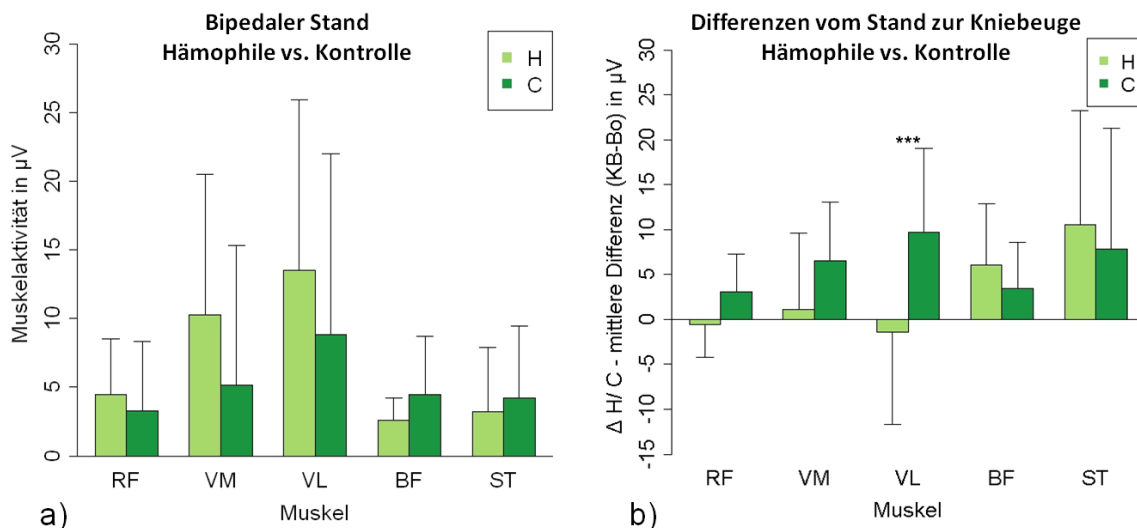 Bipedaler Stand
Hämophile vs. Kontrolle
H
C
Muskelaktivität in µV
30
25
20
15
10
5
0
RF VM VL BF ST
Muskel
a)
Differenzen vom Stand zur Kniebeuge
Hämophile vs. Kontrolle
H
C
Δ H/ C - mittlere Differenz (KB-Bo) in µV
30
25
20
15
10
5
0
-5
-10
-15
***
RF VM VL BF ST
Muskel
b)